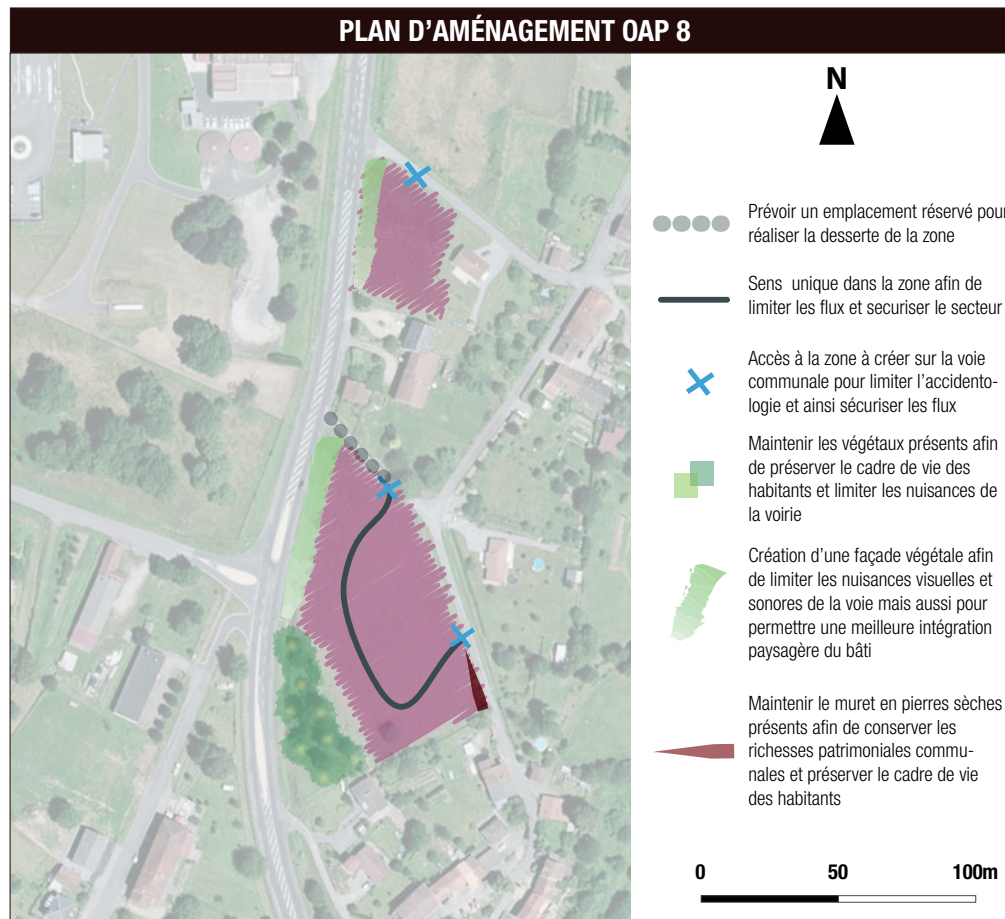 PLAN D'AMÉNAGEMENT OAP 8
N
Prévoir un emplacement réservé pour
réaliser la desserte de la zone
Sens unique dans la zone afin de
limiter les flux et securiser le secteur
Accès à la zone à créer sur la voie
communale pour limiter l'accidento-
logie et ainsi sécuriser les flux
Maintenir les végétaux présents afin
de préserver le cadre de vie des
habitants et limiter les nuisances de
la voirie
Création d'une façade végétale afin
de limiter les nuisances visuelles et
sonores de la voie mais aussi pour
permettre une meilleure intégration
paysagère du bâti
Maintenir le muret en pierres sèches
présents afin de conserver les
richesses patrimoniales commu-
nales et préserver le cadre de vie
des habitants
0 50 100m